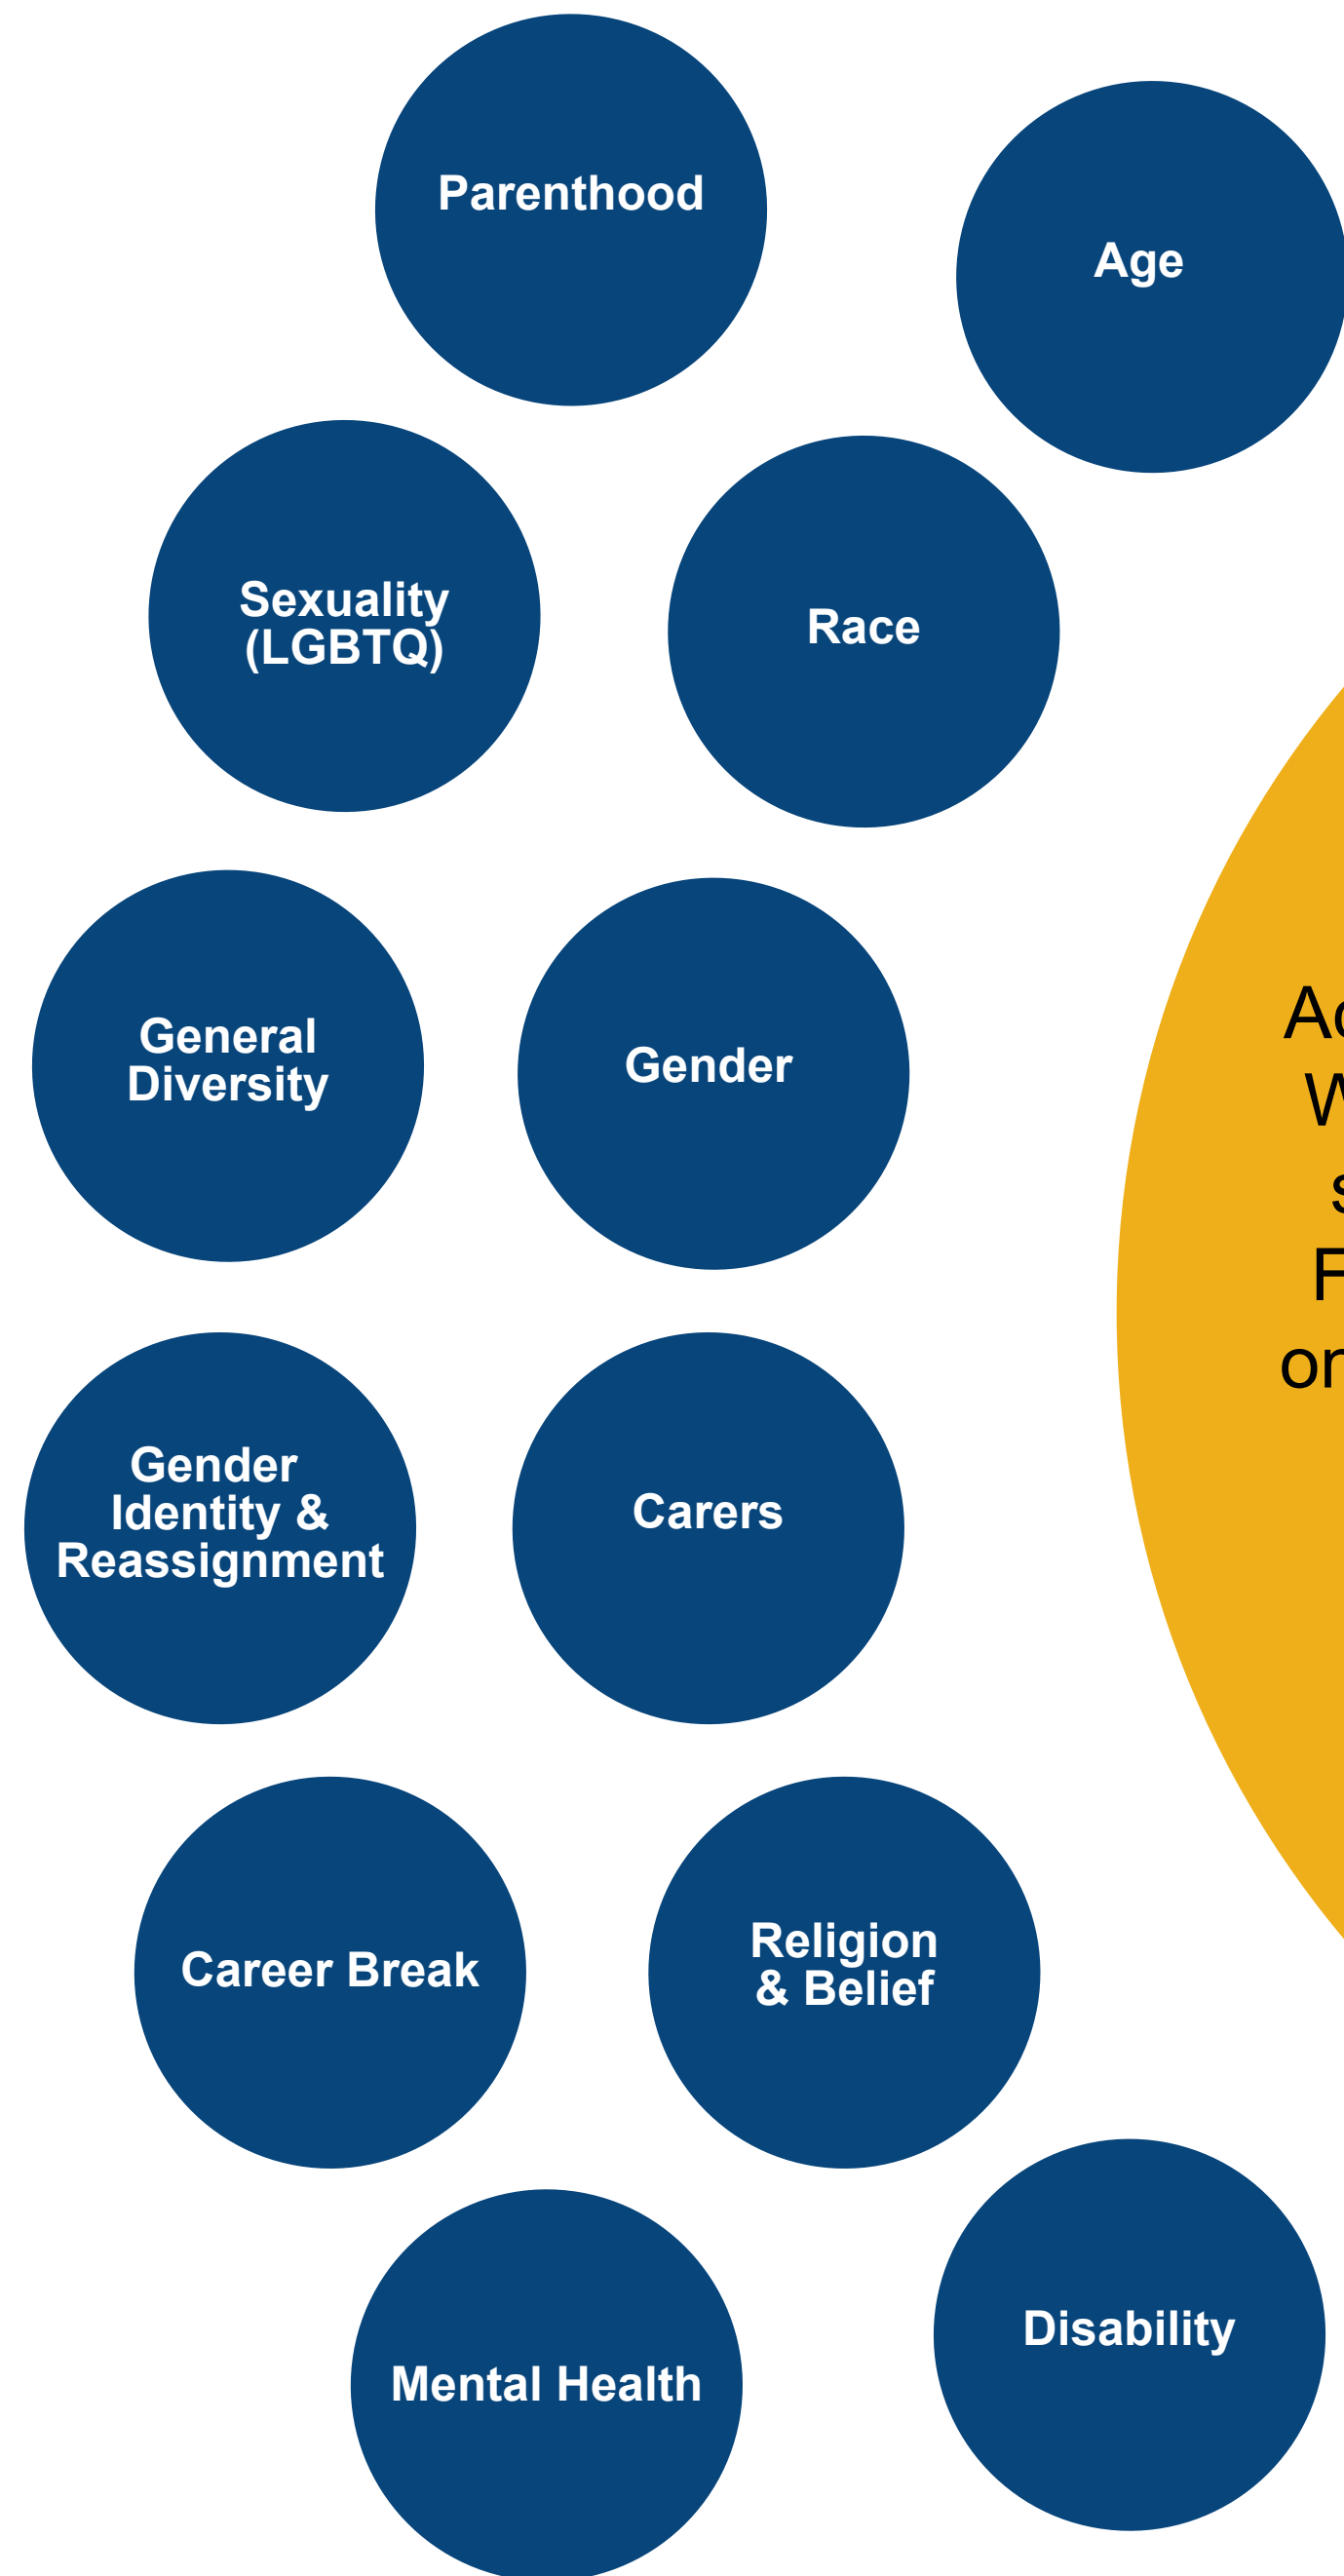 Parenthood
Age
Sexuality
(LGBTQ)
Race
General
Diversity
Gender
Gender
Identity &
Reassignment
Carers
Career Break
Religion
& Belief
Mental Health
Disability